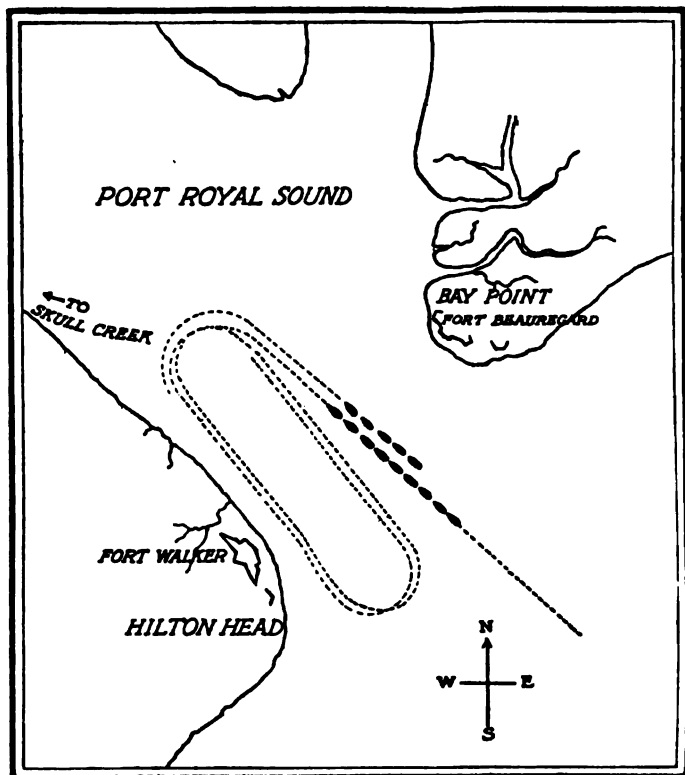 PORT ROYAL SOUND
← TO
SKULL CREEK
BAY POINT
FORT BEAUREGARD
FORT WALKER
HILTON HEAD
N
W E
S